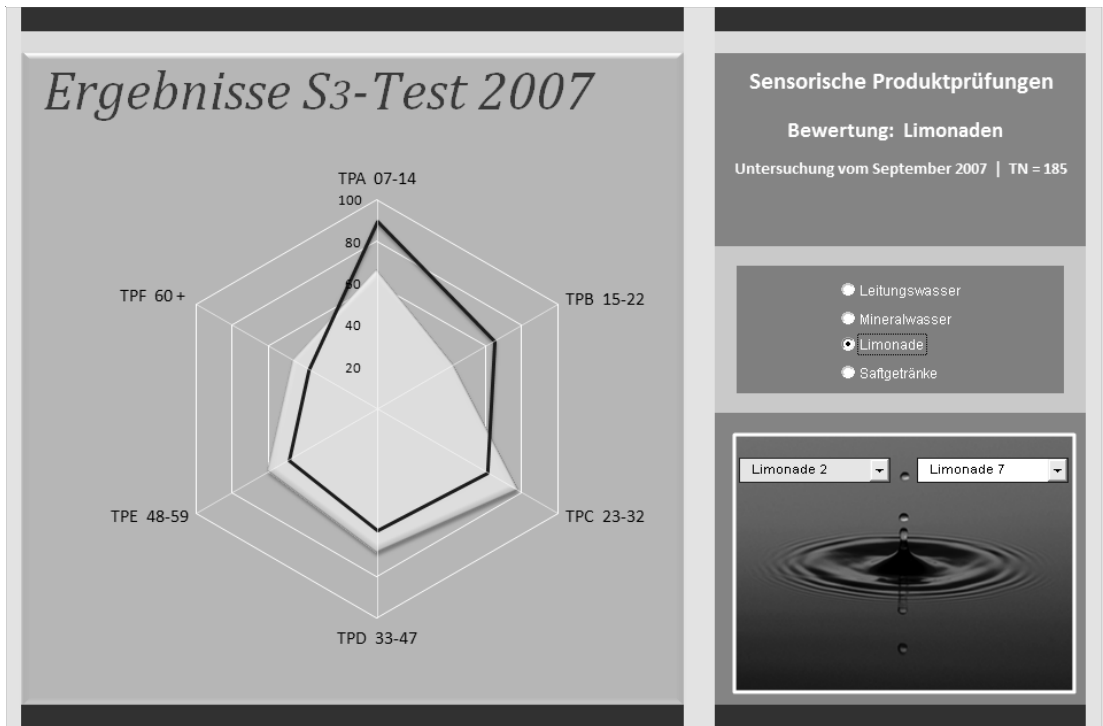 Ergebnisse S3-Test 2007
TPA 07-14
100
80
60
40
20
TPF 60 +
TPB 15-22
TPE 48-59
TPC 23-32
TPD 33-47
Sensorische Produktprüfungen
Bewertung: Limonaden
Untersuchung vom September 2007 | TN = 185
Leitungswasser
Mineralwasser
Limonade
Saftgetränke
Limonade 2
Limonade 7